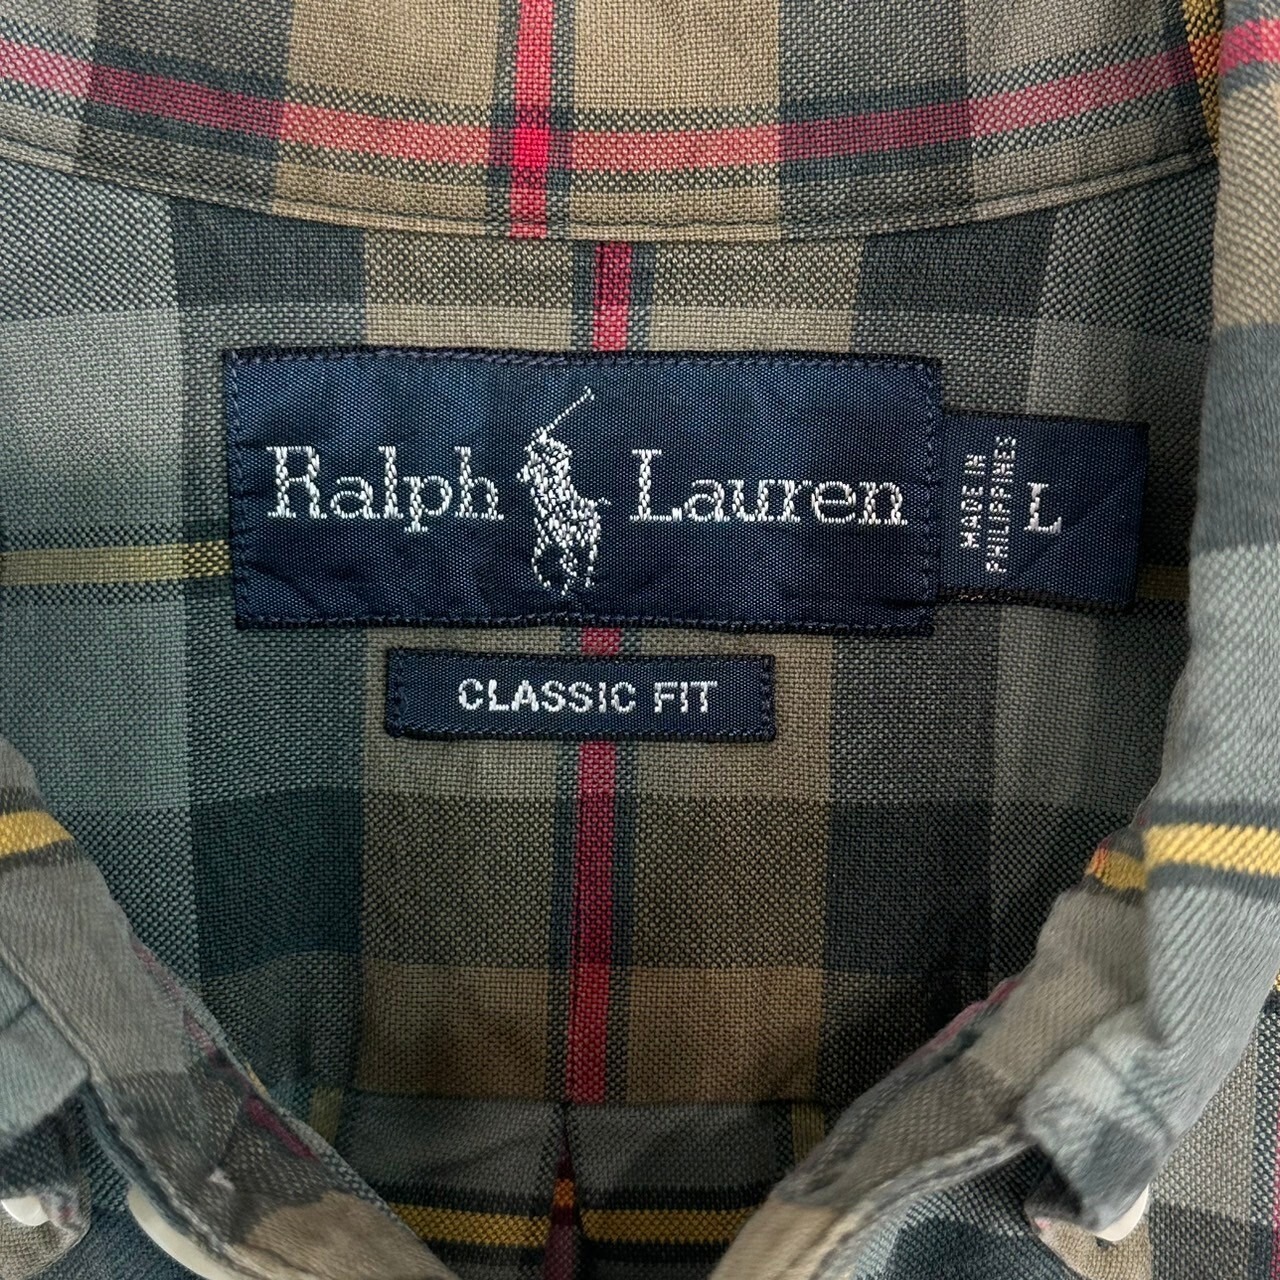 Ralph Lauren
MADE IN
PHILIPPINES
L
CLASSIC FIT